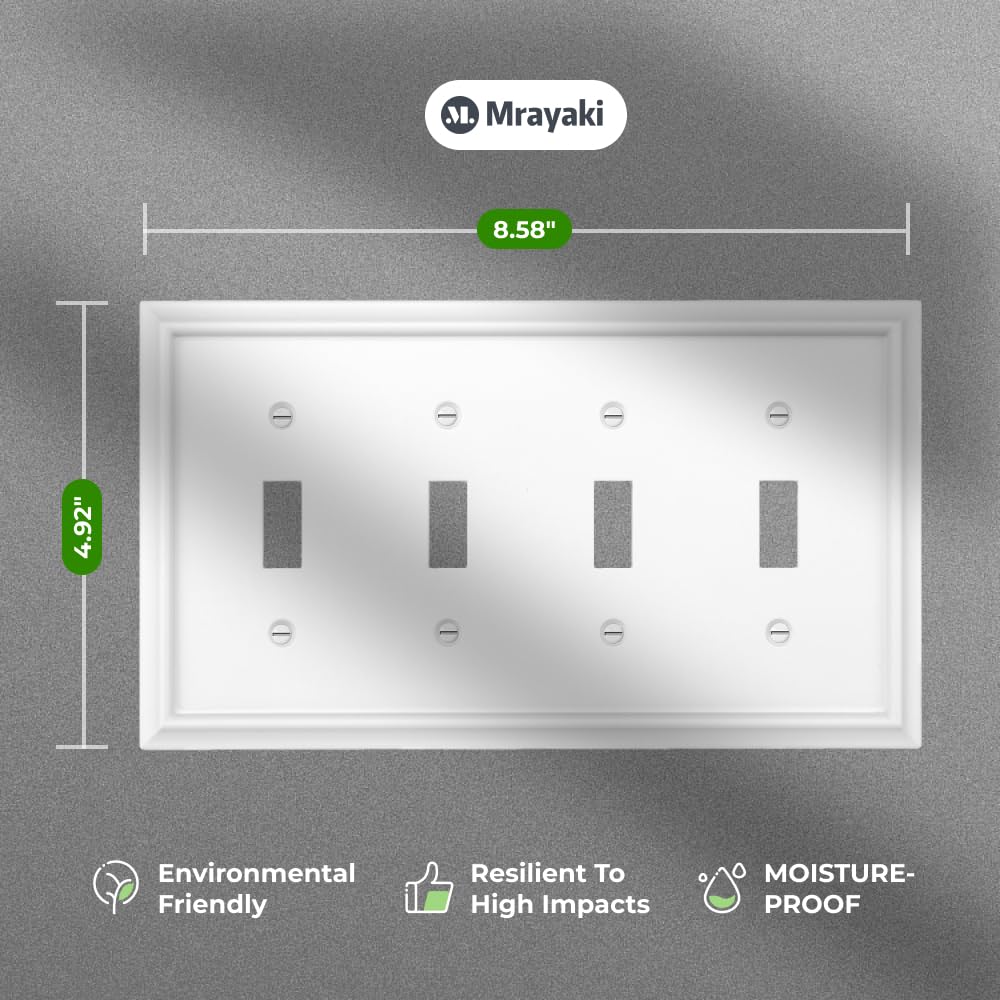 Mrayaki
8.58"
4.92"
Environmental
Friendly
Resilient To
High Impacts
MOISTURE-
PROOF